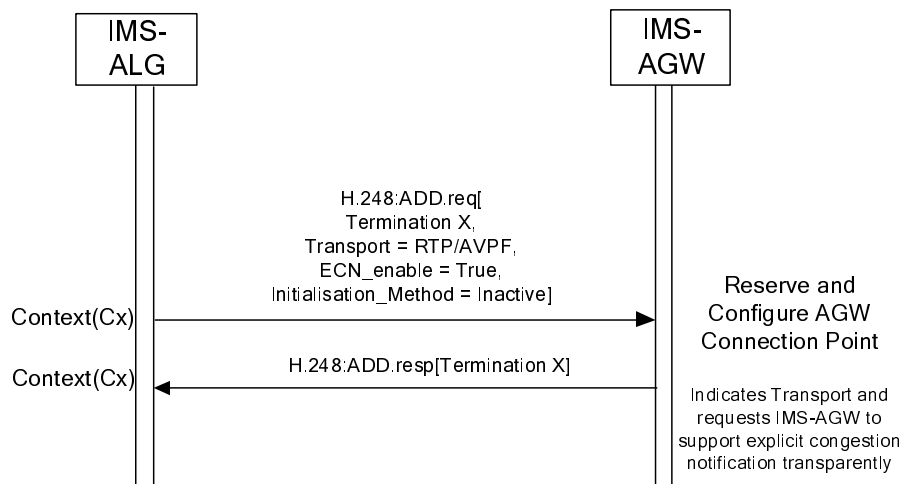 IMS-
ALG
IMS-
AGW
H.248:ADD.req[
Termination X,
Transport = RTP/AVPF,
ECN_enable = True,
Initialisation_Method = Inactive]
Context(Cx)
Reserve and
Configure AGW
Connection Point
H.248:ADD.resp[Termination X]
Context(Cx)
Indicates Transport and
requests IMS-AGW to
support explicit congestion
notification transparently